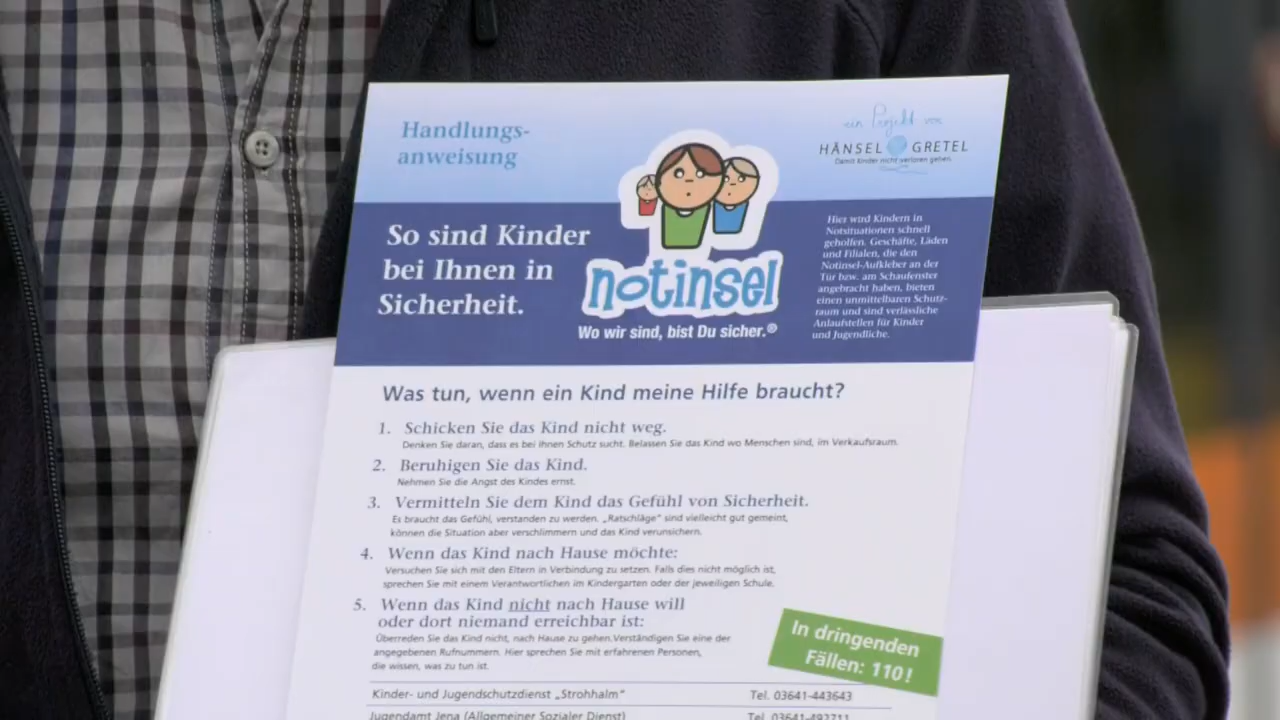 Handlungs-
anweisung
ein Projekt von
HÄNSEL GRETEL
Damit Kinder nicht verloren gehen.
So sind Kinder
bei Ihnen in
Sicherheit.
notinsel
Wo wir sind, bist Du sicher.®
Hier wird Kindern in
Notsituationen schnell
geholfen. Geschäfte, Läden
und Filialen, die den
Notinsel-Aufkleber an der
Tür bzw. am Schaufenster
angebracht haben, bieten
einen unmittelbaren Schutz-
raum und sind verlässliche
Anlaufstellen für Kinder
und Jugendliche.
Was tun, wenn ein Kind meine Hilfe braucht?
1. Schicken Sie das Kind nicht weg.
Denken Sie daran, dass es bei Ihnen Schutz sucht. Belassen Sie das Kind wo Menschen sind, im Verkaufsraum.
2. Beruhigen Sie das Kind.
Nehmen Sie die Angst des Kindes ernst.
3. Vermitteln Sie dem Kind das Gefühl von Sicherheit.
Es braucht das Gefühl, verstanden zu werden. „Ratschläge" sind vielleicht gut gemeint,
können die Situation aber verschlimmern und das Kind verunsichern.
4. Wenn das Kind nach Hause möchte:
Versuchen Sie sich mit den Eltern in Verbindung zu setzen. Falls dies nicht möglich ist,
sprechen Sie mit einem Verantwortlichen im Kindergarten oder der jeweiligen Schule.
5. Wenn das Kind nicht nach Hause will
oder dort niemand erreichbar ist:
Überreden Sie das Kind nicht, nach Hause zu gehen.Verständigen Sie eine der
angegebenen Rufnummern. Hier sprechen Sie mit erfahrenen Personen,
die wissen, was zu tun ist.
In dringenden
Fällen: 110!
Kinder- und Jugendschutzdienst „Strohhalm" Tel. 03641-443643
Jugendamt Jena (Allgemeiner Sozialer Dienst) Tel. 03641-492711